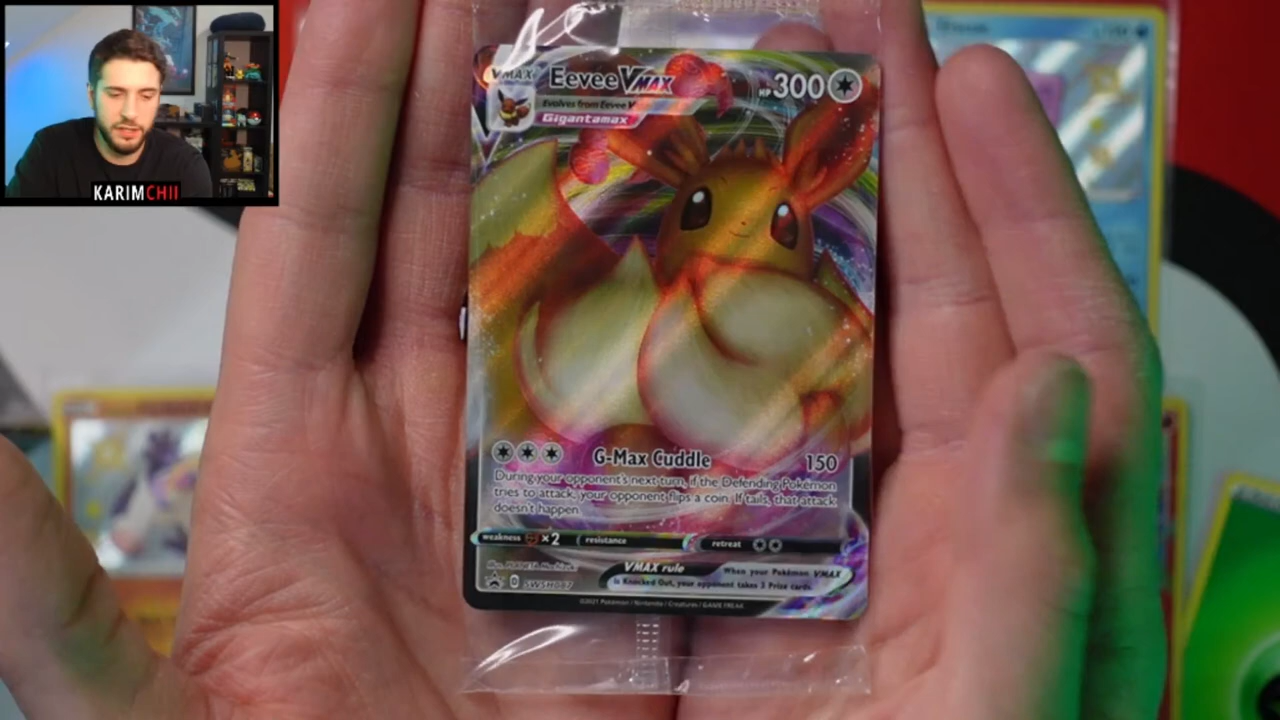 KARIMCHII
VMAX Eevee VMAX HP 300
Evolves from Eevee V
Gigantamax
G-Max Cuddle 150
During your opponent's next turn, if the Defending Pokémon
tries to attack, your opponent flips a coin. If tails, that attack
doesn't happen.
weakness ×2 resistance retreat
VMAX rule When your Pokémon VMAX
is Knocked Out, your opponent takes 3 Prize cards.
SWSH087
©2021 Pokémon / Nintendo / Creatures / GAME FREAK